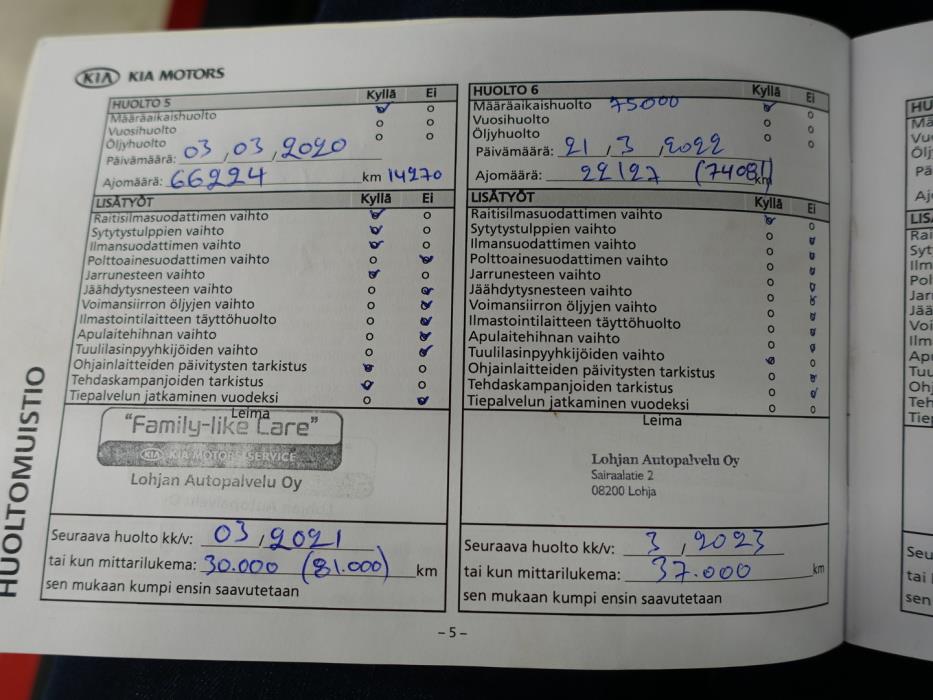 KIA KIA MOTORS
HUOLTO 5 Kyllä Ei
Määräaikaishuolto
Vuosihuolto
Öljyhuolto
Päivämäärä: 03,03,2020
Ajomäärä: 66224 km 14270
LISÄTYÖT Kyllä Ei
Raitisilmasuodattimen vaihto
Sytytystulppien vaihto
Ilmansuodattimen vaihto
Polttoainesuodattimen vaihto
Jarrunesteen vaihto
Jäähdytysnesteen vaihto
Voimansiirron öljyjen vaihto
Ilmastointilaitteen täyttöhuolto
Apulaitehihnan vaihto
Tuulilasinpyyhkijöiden vaihto
Ohjainlaitteiden päivitysten tarkistus
Tehdaskampanjoiden tarkistus
Tiepalvelun jatkaminen vuodeksi
Leima
"Family-like Care"
KIA KIA MOTORS SERVICE
Lohjan Autopalvelu Oy
Seuraava huolto kk/v: 03,2021
tai kun mittarilukema: 30.000 (81.000) km
sen mukaan kumpi ensin saavutetaan
HUOLTO 6 Kyllä Ei
Määräaikaishuolto 75000
Vuosihuolto
Öljyhuolto
Päivämäärä: 21,3,2022
Ajomäärä: 22127 (74081) km
LISÄTYÖT Kyllä Ei
Raitisilmasuodattimen vaihto
Sytytystulppien vaihto
Ilmansuodattimen vaihto
Polttoainesuodattimen vaihto
Jarrunesteen vaihto
Jäähdytysnesteen vaihto
Voimansiirron öljyjen vaihto
Ilmastointilaitteen täyttöhuolto
Apulaitehihnan vaihto
Tuulilasinpyyhkijöiden vaihto
Ohjainlaitteiden päivitysten tarkistus
Tehdaskampanjoiden tarkistus
Tiepalvelun jatkaminen vuodeksi
Leima
Lohjan Autopalvelu Oy
Sairaalatie 2
08200 Lohja
Seuraava huolto kk/v: 3,2023
tai kun mittarilukema: 37.000 km
sen mukaan kumpi ensin saavutetaan
HUOLTOMUISTIO
- 5 -